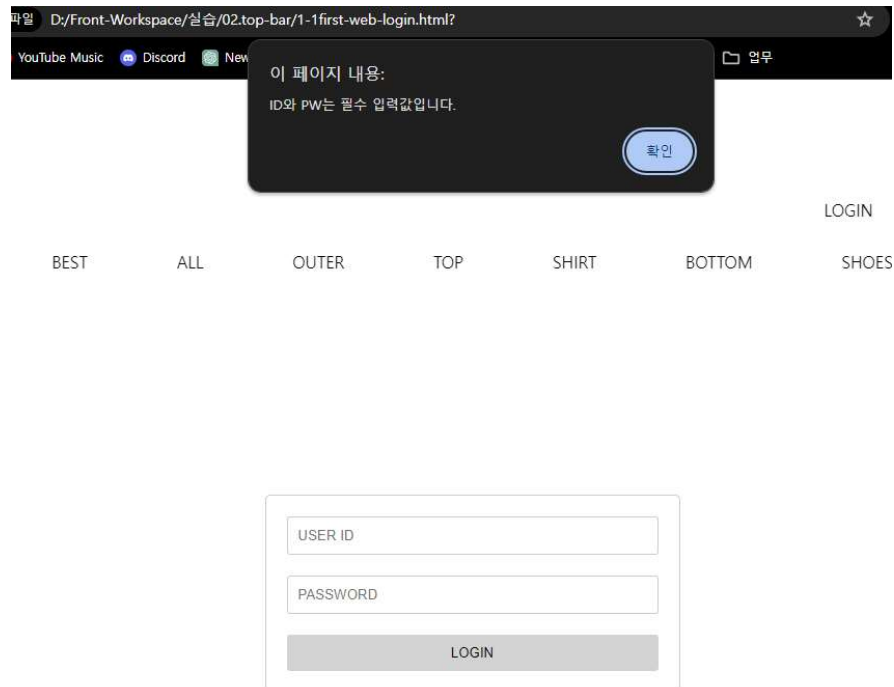 파일 D:/Front-Workspace/실습/02.top-bar/1-1first-web-login.html?
YouTube Music Discord New 업무
이 페이지 내용:
ID와 PW는 필수 입력값입니다.
확인
LOGIN
BEST ALL OUTER TOP SHIRT BOTTOM SHOES
USER ID
PASSWORD
LOGIN